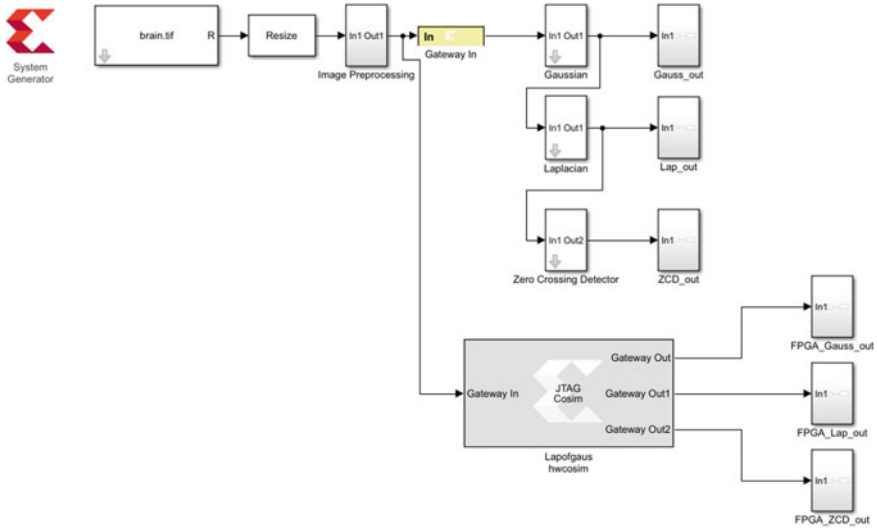 System
Generator
brain.tif
R
Resize
In1 Out1
Image Preprocessing
In
Gateway In
In1 Out1
Gaussian
In1
Gauss_out
In1 Out1
Laplacian
In1
Lap_out
In1 Out2
Zero Crossing Detector
In1
ZCD_out
In1
FPGA_Gauss_out
Gateway In
JTAG
Cosim
Gateway Out
Gateway Out1
Gateway Out2
Lapofgaus
hwcosim
In1
FPGA_Lap_out
In1
FPGA_ZCD_out